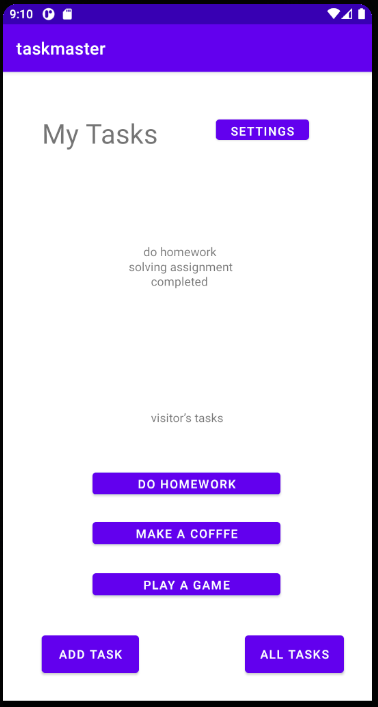 9:10
taskmaster
My Tasks
SETTINGS
do homework
solving assignment
completed
visitor's tasks
DO HOMEWORK
MAKE A COFFFE
PLAY A GAME
ADD TASK
ALL TASKS